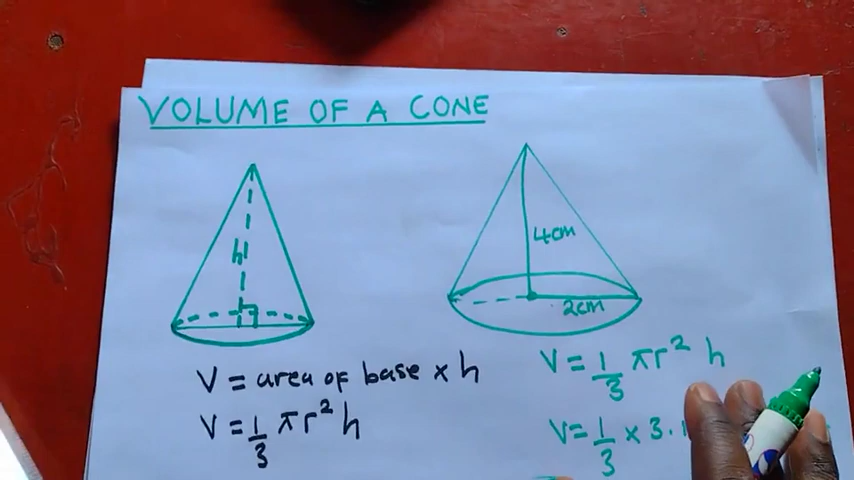 VOLUME OF A CONE
h
V = area of base × h
V = 1/3 πr² h
4cm
2cm
V = 1/3 πr² h
V = 1/3 × 3.